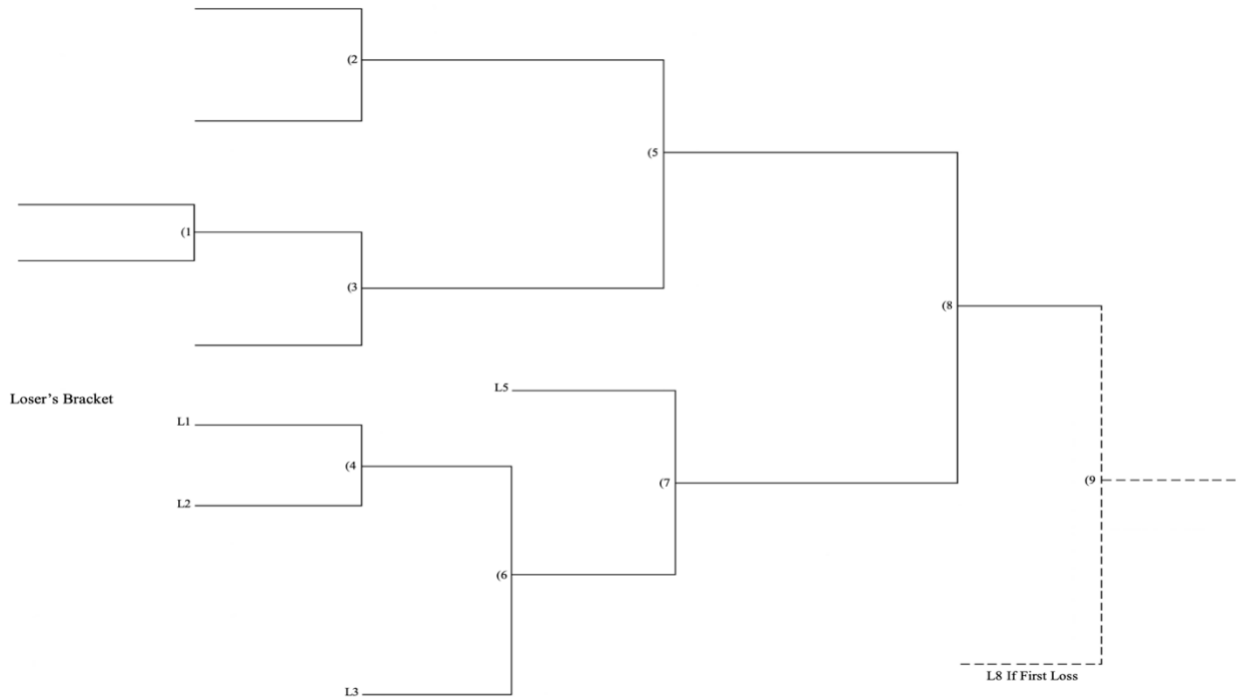 (2
(5
(1
(3
(8
L5
Loser's Bracket
L1
(4
(7
(9
L2
(6
L8 If First Loss
L3